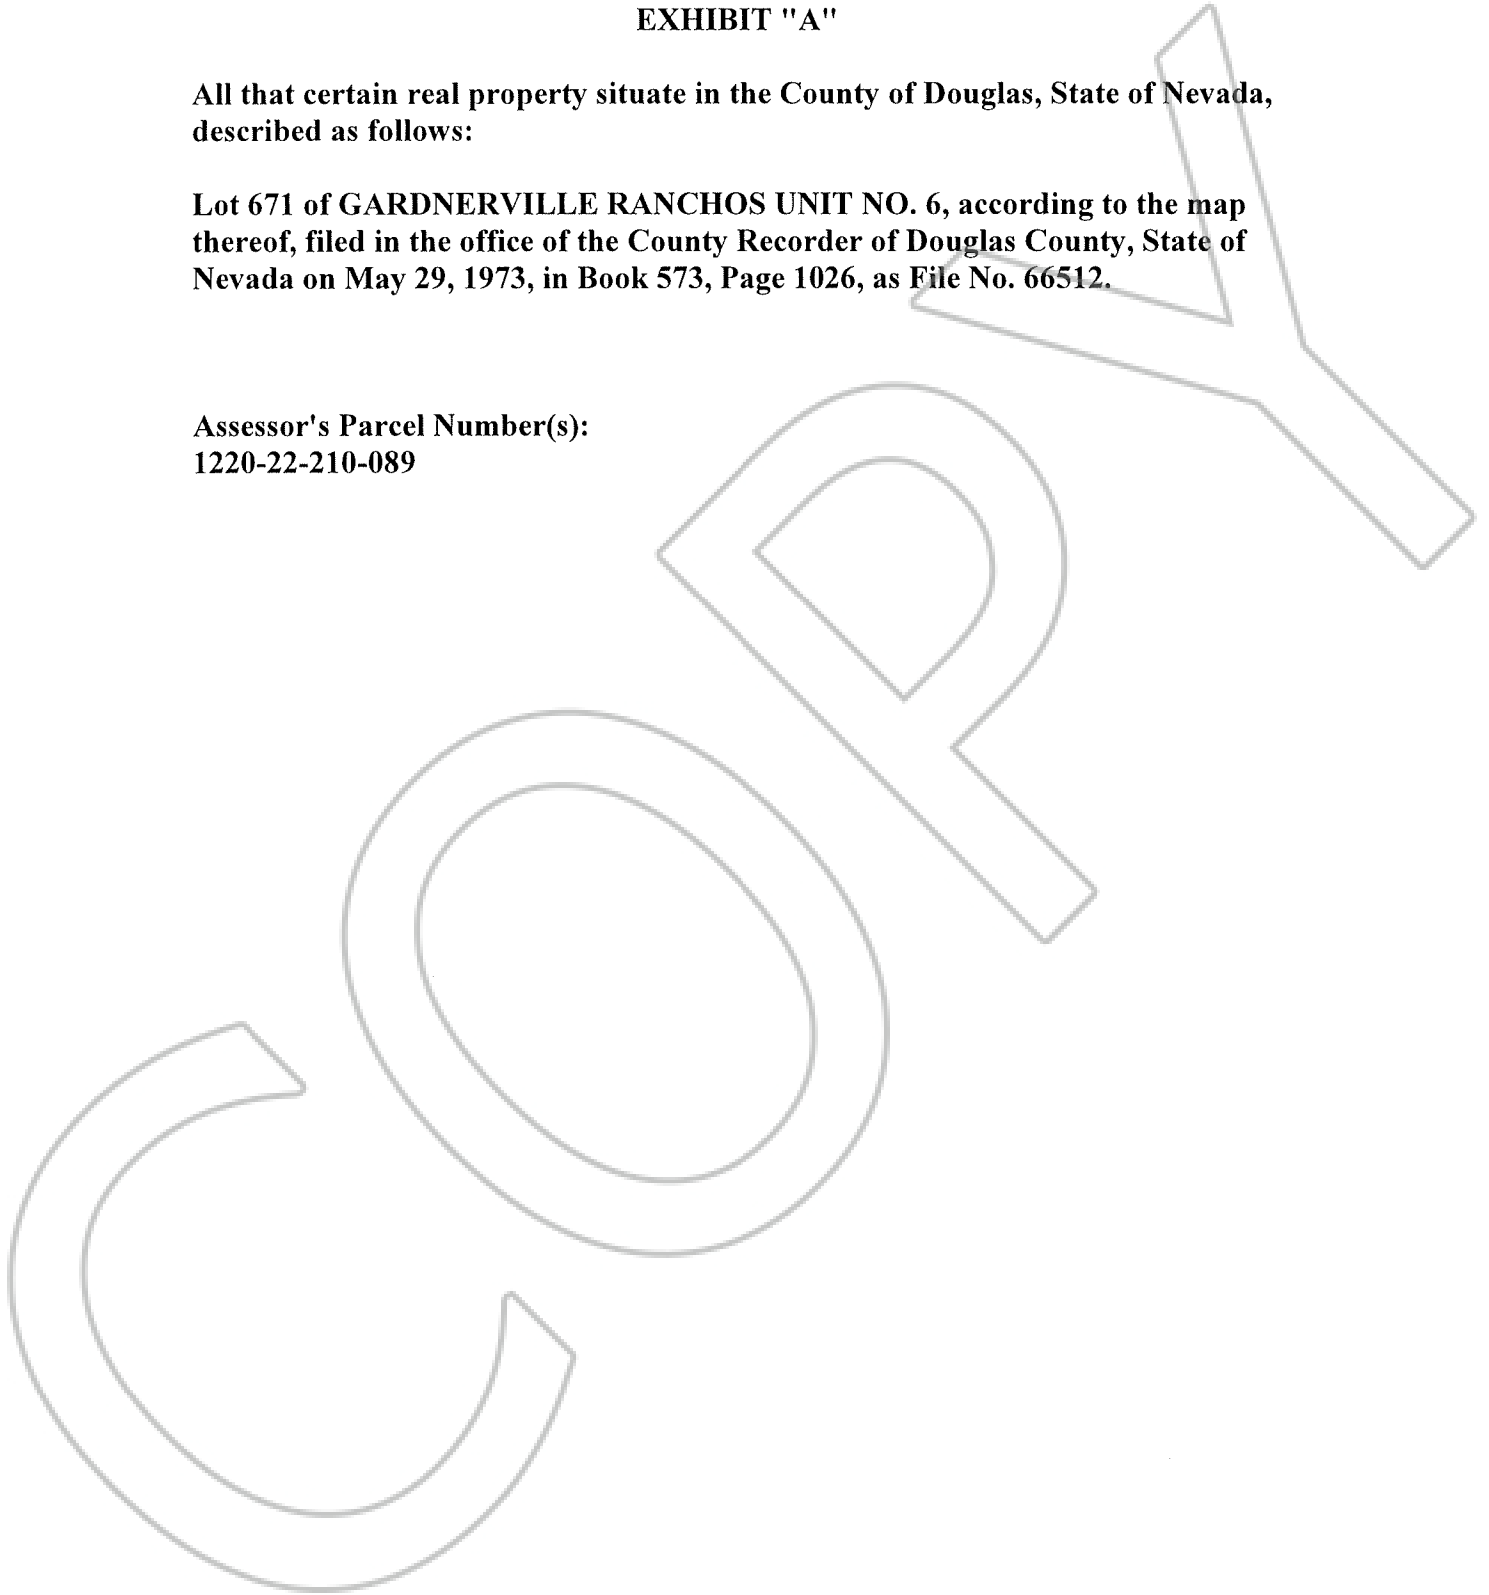 EXHIBIT "A"
All that certain real property situate in the County of Douglas, State of Nevada,
described as follows:
Lot 671 of GARDNERVILLE RANCHOS UNIT NO. 6, according to the map
thereof, filed in the office of the County Recorder of Douglas County, State of
Nevada on May 29, 1973, in Book 573, Page 1026, as File No. 66512.
Assessor's Parcel Number(s):
1220-22-210-089
COPY